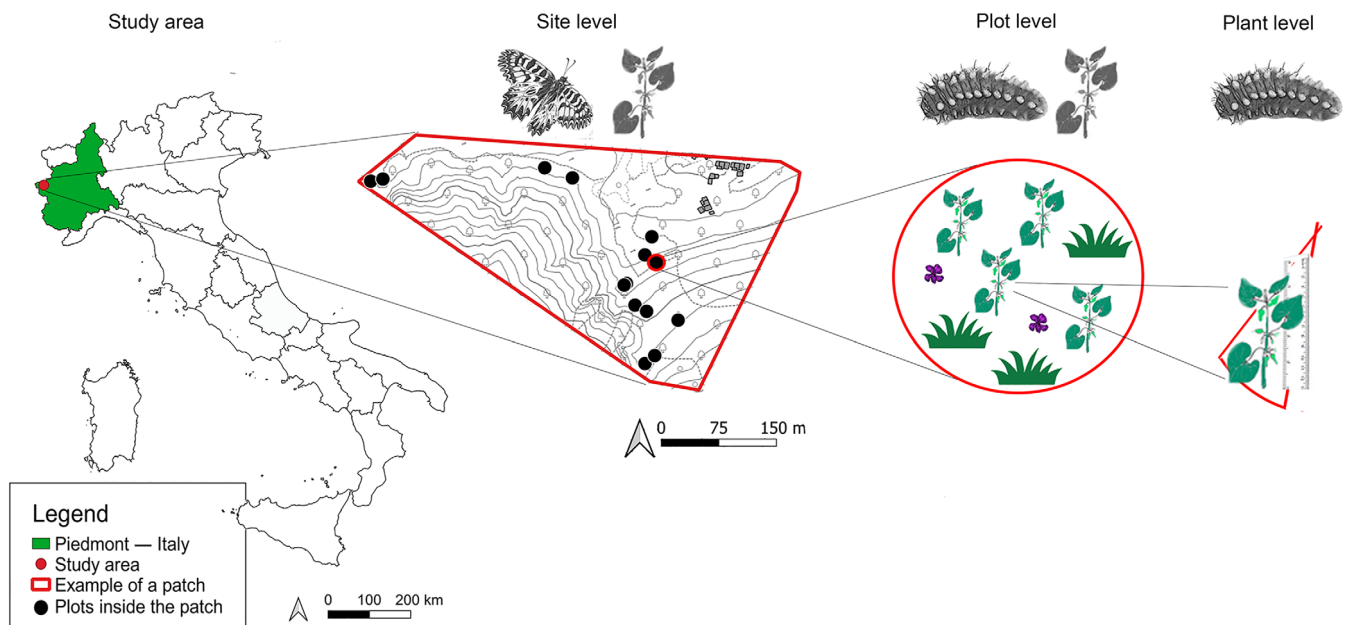 Study area
Site level
Plot level
Plant level
0 75 150 m
Legend
Piedmont — Italy
Study area
Example of a patch
Plots inside the patch
0 100 200 km